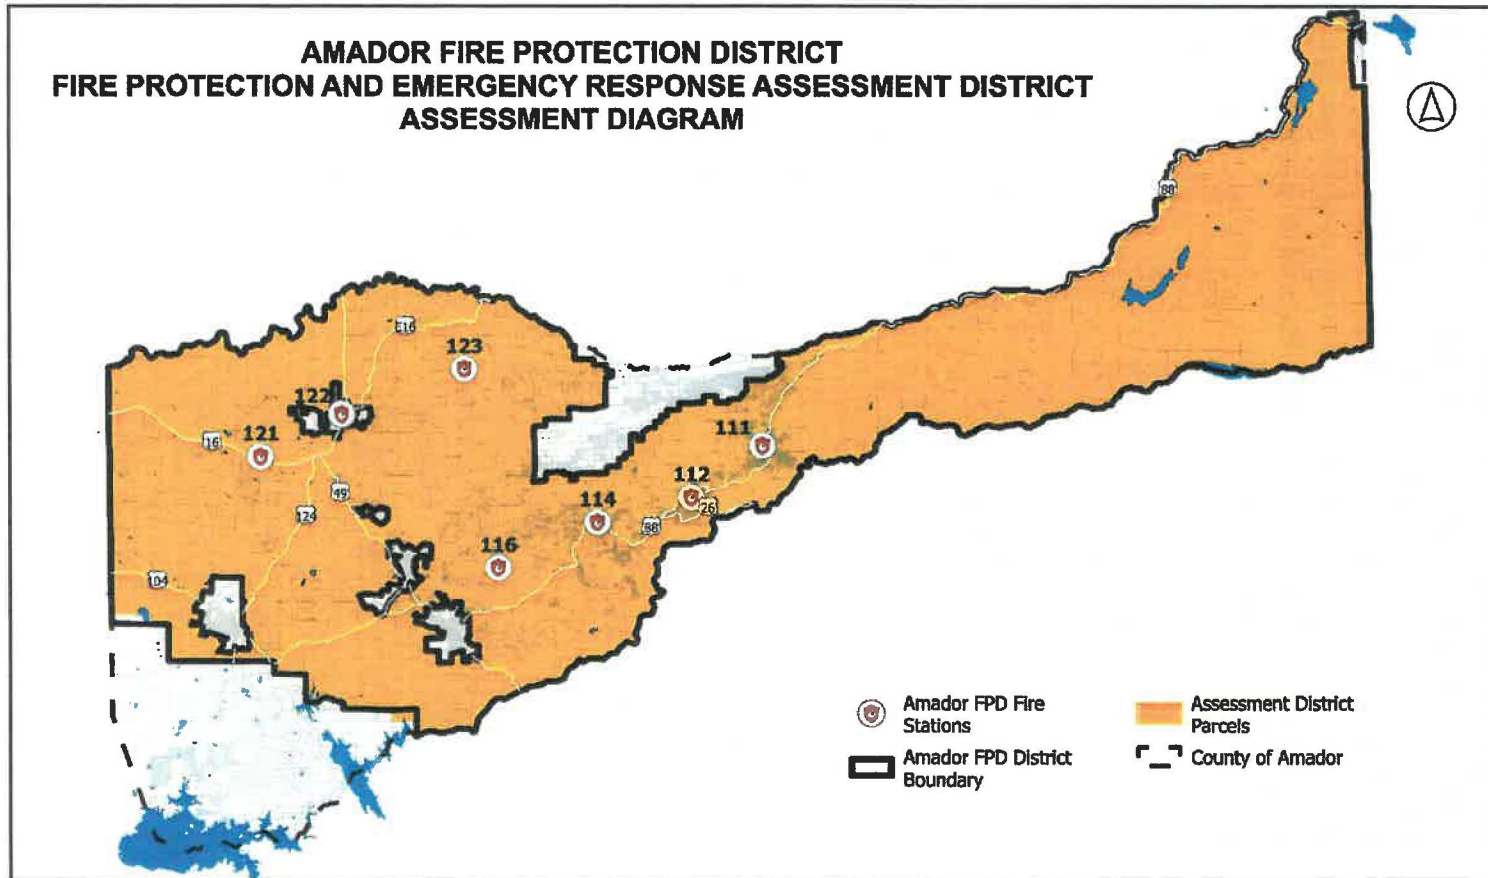 AMADOR FIRE PROTECTION DISTRICT
FIRE PROTECTION AND EMERGENCY RESPONSE ASSESSMENT DISTRICT
ASSESSMENT DIAGRAM
88
E16
123
122
16
121
111
49
112
124
114
26
88
116
104
Amador FPD Fire
Stations
Assessment District
Parcels
Amador FPD District
Boundary
County of Amador